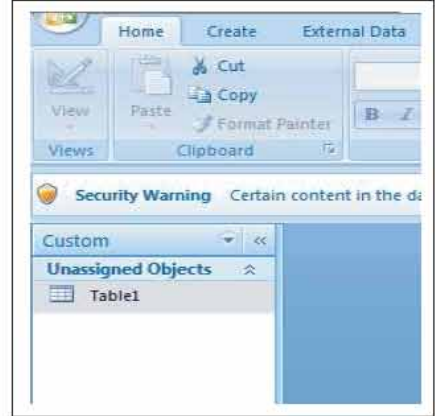 Home Create External Data
Cut
Copy
View Paste Format Painter B I
Views Clipboard
Security Warning Certain content in the da
Custom
Unassigned Objects
Table1